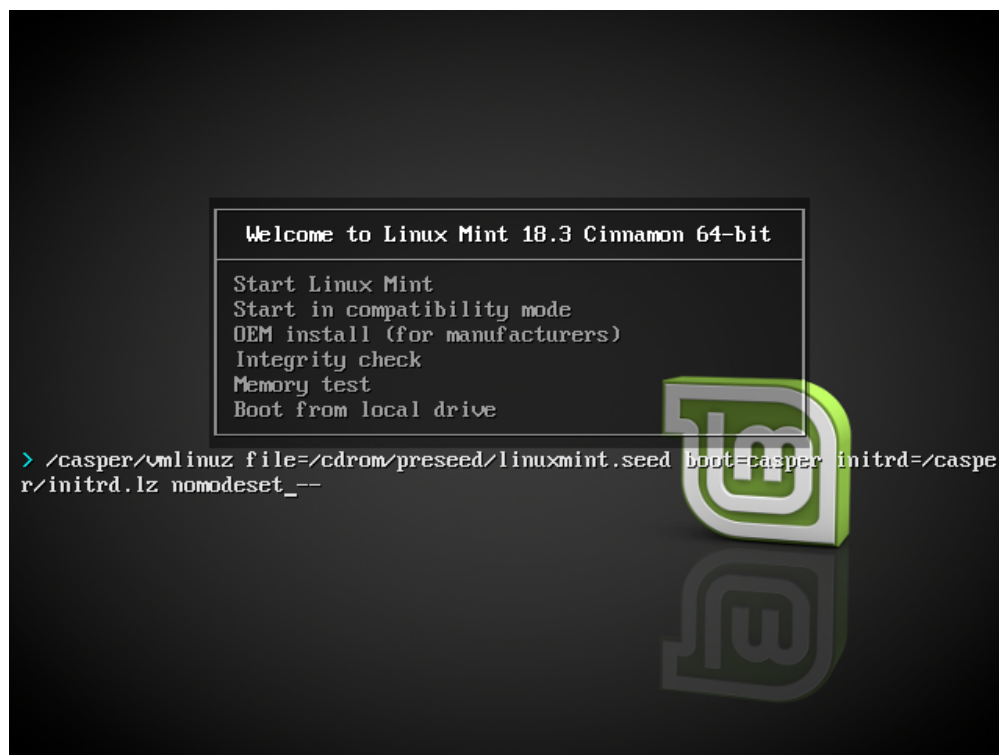 Welcome to Linux Mint 18.3 Cinnamon 64-bit
Start Linux Mint
Start in compatibility mode
OEM install (for manufacturers)
Integrity check
Memory test
Boot from local drive
> /casper/vmlinuz file=/cdrom/preseed/linuxmint.seed boot=casper initrd=/caspe
r/initrd.lz nomodeset_--
lm